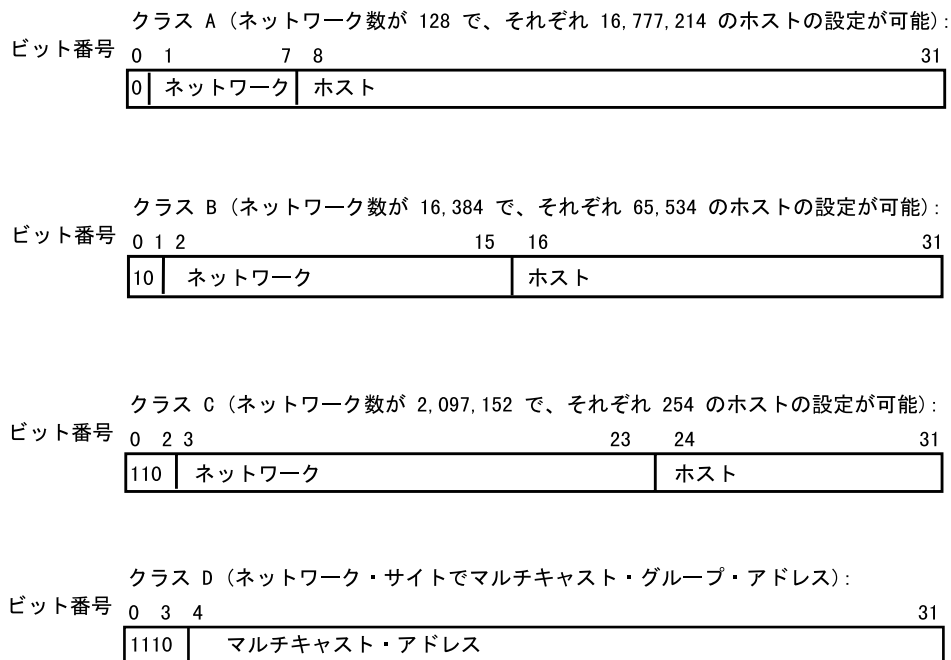 クラス A (ネットワーク数が 128 で、それぞれ 16,777,214 のホストの設定が可能):
ビット番号 0 1 7 8 31
0 ネットワーク ホスト
クラス B (ネットワーク数が 16,384 で、それぞれ 65,534 のホストの設定が可能):
ビット番号 0 1 2 15 16 31
10 ネットワーク ホスト
クラス C (ネットワーク数が 2,097,152 で、それぞれ 254 のホストの設定が可能):
ビット番号 0 2 3 23 24 31
110 ネットワーク ホスト
クラス D (ネットワーク・サイトでマルチキャスト・グループ・アドレス):
ビット番号 0 3 4 31
1110 マルチキャスト・アドレス